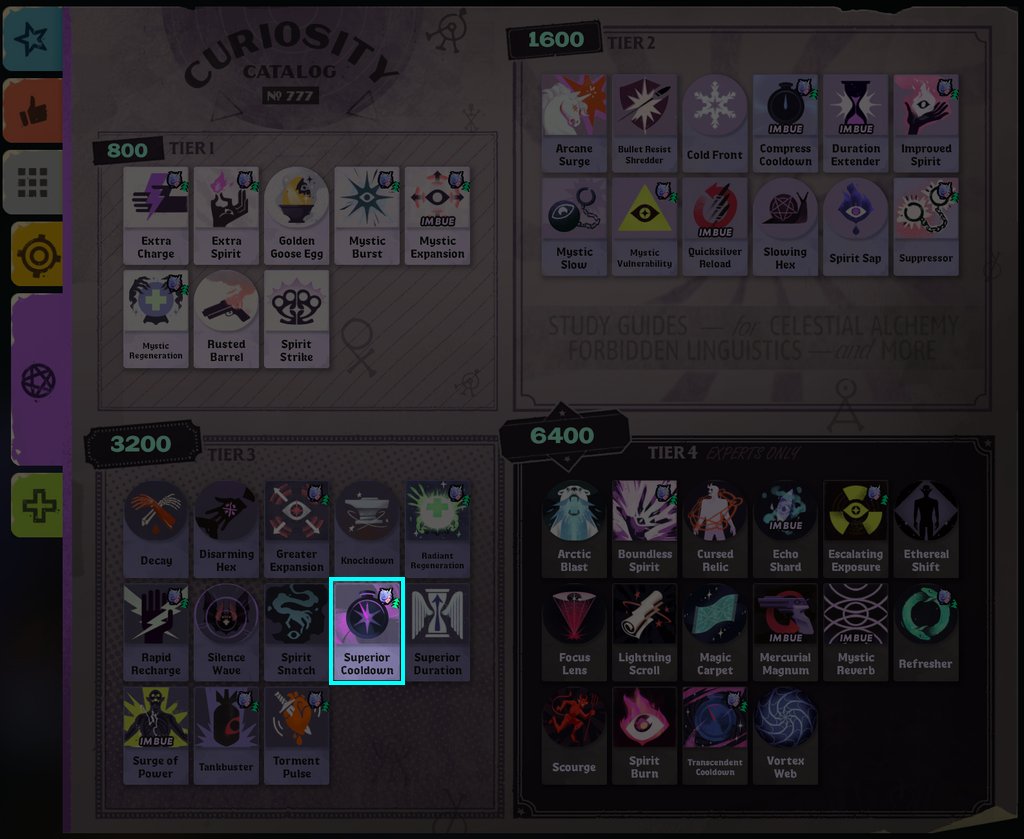 CURIOSITY
CATALOG
Nº 777
800 TIER 1
Extra
Charge
Extra
Spirit
Golden
Goose Egg
Mystic
Burst
IMBUE
Mystic
Expansion
Mystic
Regeneration
Rusted
Barrel
Spirit
Strike
1600 TIER 2
Arcane
Surge
Bullet Resist
Shredder
Cold Front
IMBUE
Compress
Cooldown
IMBUE
Duration
Extender
Improved
Spirit
Mystic
Slow
Mystic
Vulnerability
IMBUE
Quicksilver
Reload
Slowing
Hex
Spirit Sap
Suppressor
STUDY GUIDES — for CELESTIAL ALCHEMY
FORBIDDEN LINGUISTICS — and MORE
3200 TIER 3
Decay
Disarming
Hex
Greater
Expansion
Knockdown
Radiant
Regeneration
Rapid
Recharge
Silence
Wave
Spirit
Snatch
Superior
Cooldown
Superior
Duration
IMBUE
Surge of
Power
Tankbuster
Torment
Pulse
6400 TIER 4 EXPERTS ONLY
Arctic
Blast
Boundless
Spirit
Cursed
Relic
IMBUE
Echo
Shard
Escalating
Exposure
Ethereal
Shift
Focus
Lens
Lightning
Scroll
Magic
Carpet
IMBUE
Mercurial
Magnum
IMBUE
Mystic
Reverb
Refresher
Scourge
Spirit
Burn
Transcendent
Cooldown
Vortex
Web